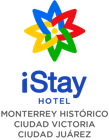 iStay
HOTEL
MONTERREY HISTÓRICO
CIUDAD VICTORIA
CIUDAD JUÁREZ